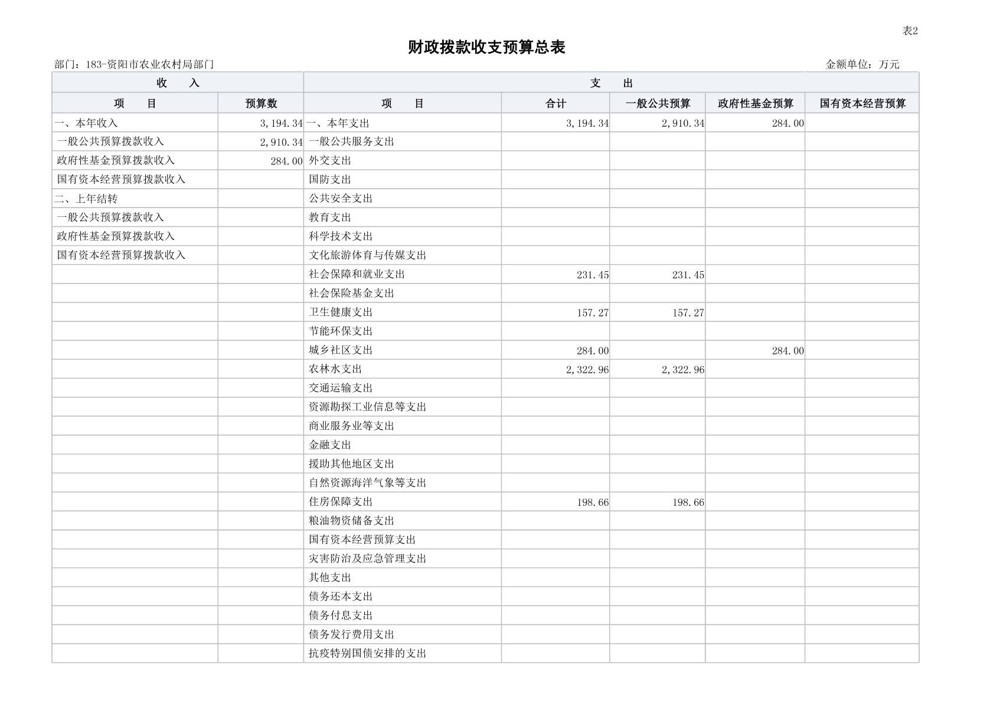 表2
财政拨款收支预算总表
部门：183-资阳市农业农村局部门 金额单位：万元
收 入 支 出
项 目 预算数 项 目 合计 一般公共预算 政府性基金预算 国有资本经营预算
一、本年收入 3,194.34 一、本年支出 3,194.34 2,910.34 284.00
一般公共预算拨款收入 2,910.34 一般公共服务支出
政府性基金预算拨款收入 284.00 外交支出
国有资本经营预算拨款收入 国防支出
二、上年结转 公共安全支出
一般公共预算拨款收入 教育支出
政府性基金预算拨款收入 科学技术支出
国有资本经营预算拨款收入 文化旅游体育与传媒支出
社会保障和就业支出 231.45 231.45
社会保险基金支出
卫生健康支出 157.27 157.27
节能环保支出
城乡社区支出 284.00 284.00
农林水支出 2,322.96 2,322.96
交通运输支出
资源勘探工业信息等支出
商业服务业等支出
金融支出
援助其他地区支出
自然资源海洋气象等支出
住房保障支出 198.66 198.66
粮油物资储备支出
国有资本经营预算支出
灾害防治及应急管理支出
其他支出
债务还本支出
债务付息支出
债务发行费用支出
抗疫特别国债安排的支出